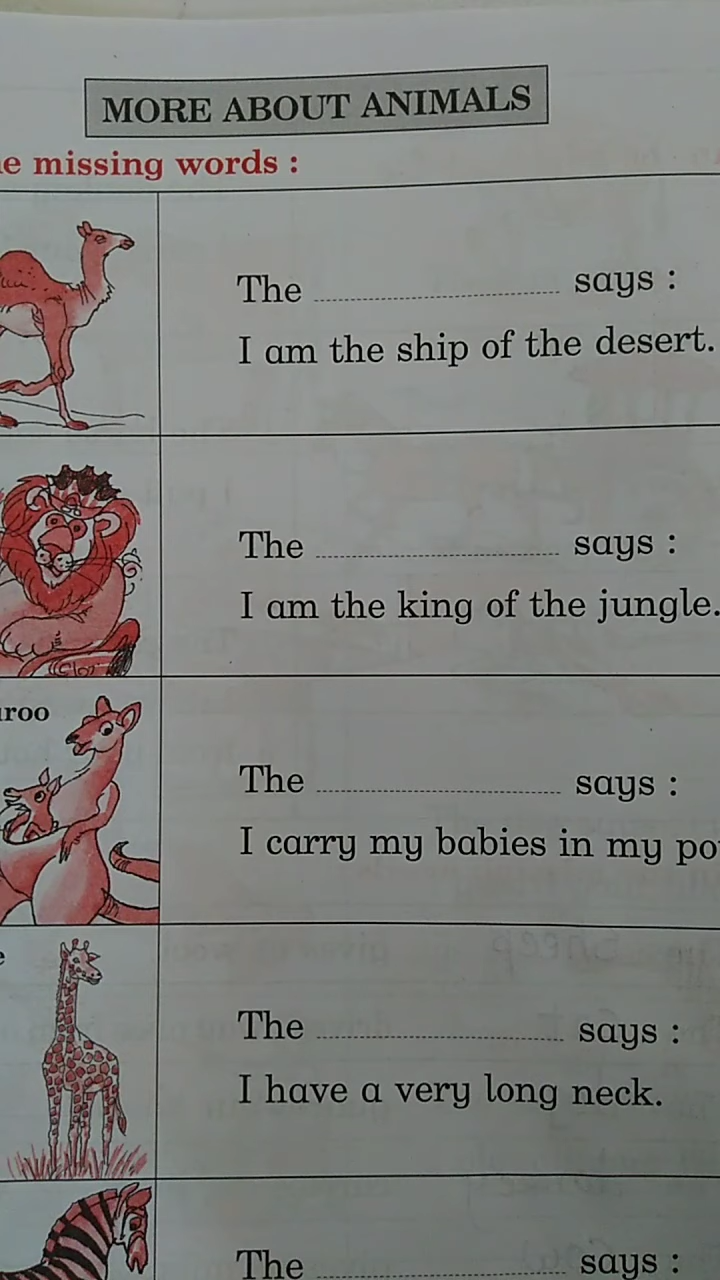 MORE ABOUT ANIMALS
missing words :
The .................... says :
I am the ship of the desert.
The .................... says :
I am the king of the jungle.
roo
The .................... says :
I carry my babies in my
The .................... says :
I have a very long neck.
The .................... says :